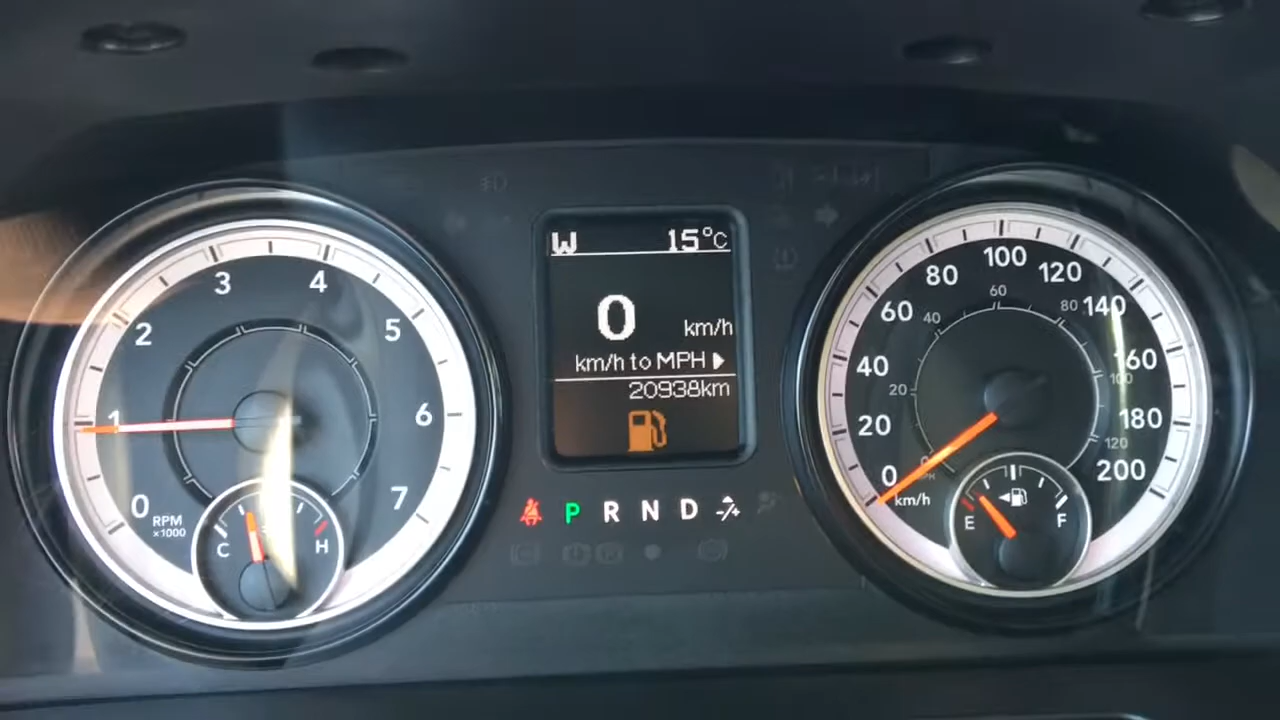 W 15°C
0
km/h
km/h to MPH
20938km
P R N D -/+
0 1 2 3 4 5 6 7
RPM
x1000
C H
0 20 40 60 80 100 120 140 160 180 200
20 40 60 80 100 120
km/h
E F